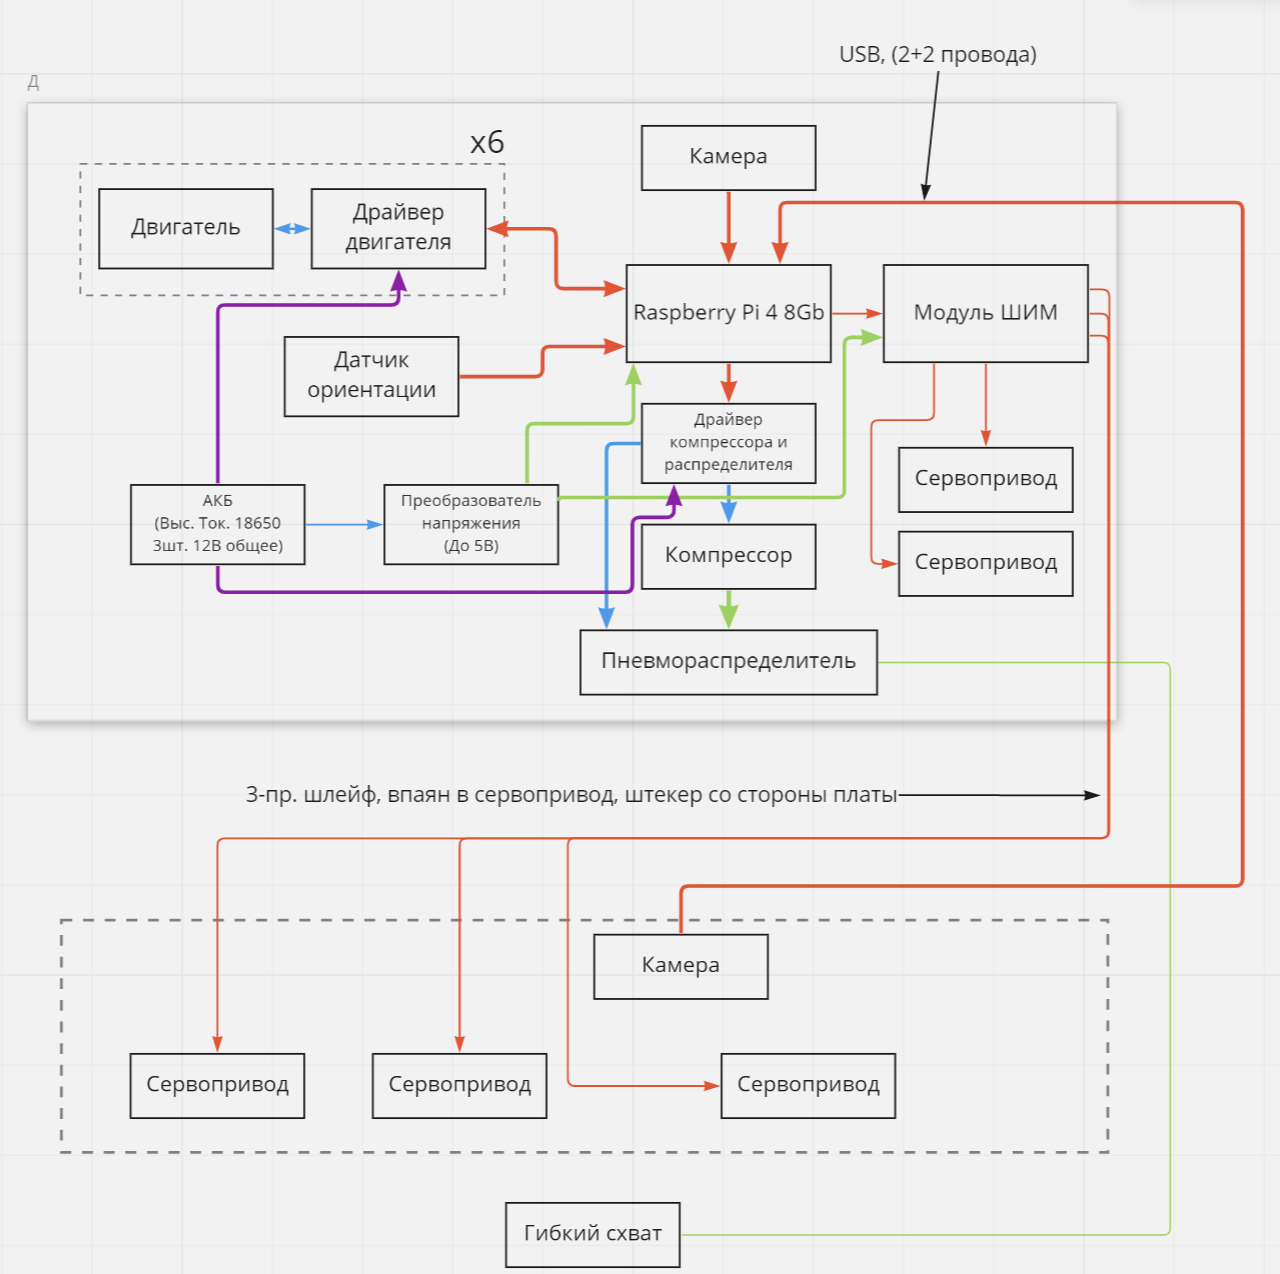 USB, (2+2 провода)
Д
x6
Камера
Двигатель
Драйвер
двигателя
Raspberry Pi 4 8Gb
Модуль ШИМ
Датчик
ориентации
Драйвер
компрессора и
распределителя
Сервопривод
АКБ
(Выс. Ток. 18650
3шт. 12В общее)
Преобразователь
напряжения
(До 5В)
Компрессор
Сервопривод
Пневмораспределитель
3-пр. шлейф, впаян в сервопривод, штекер со стороны платы
Камера
Сервопривод
Сервопривод
Сервопривод
Гибкий схват